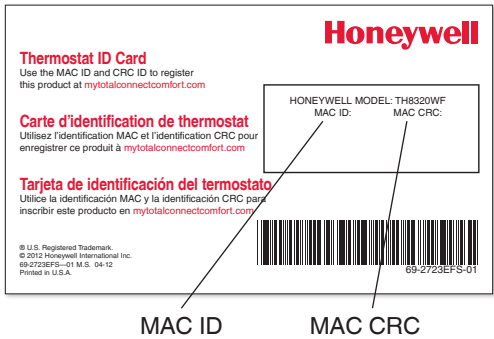 Honeywell
Thermostat ID Card
Use the MAC ID and CRC ID to register
this product at mytotalconnectcomfort.com
HONEYWELL MODEL: TH8320WF
MAC ID: MAC CRC:
Carte d'identification de thermostat
Utilisez l'identification MAC et l'identification CRC pour
enregistrer ce produit à mytotalconnectcomfort.com
Tarjeta de identificación del termostato
Utilice la identificación MAC y la identificación CRC para
inscribir este producto en mytotalconnectcomfort.com
® U.S. Registered Trademark.
© 2012 Honeywell International Inc.
69-2723EFS—01 M.S. 04-12
Printed in U.S.A.
69-2723EFS-01
MAC ID MAC CRC